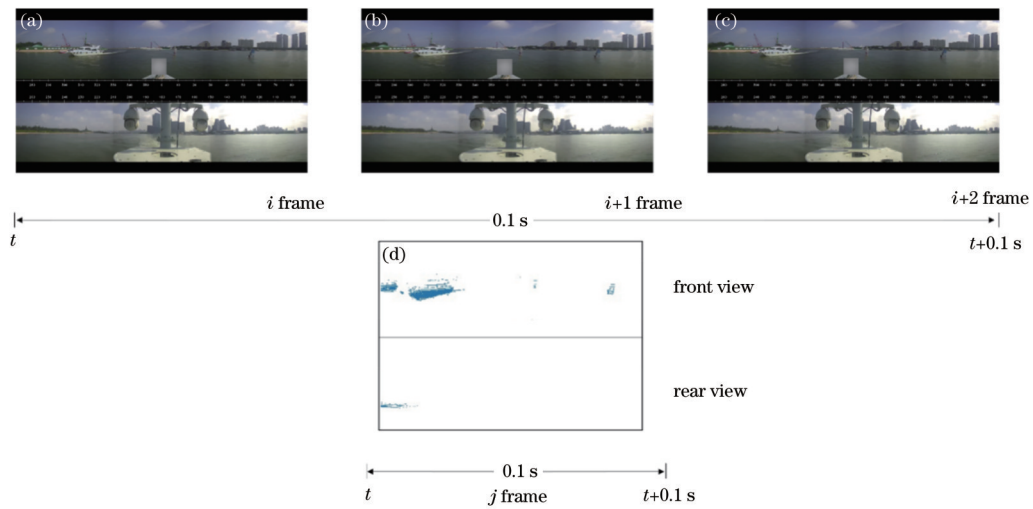 (a)
(b)
(c)
i frame
i+1 frame
i+2 frame
0.1 s
t
t+0.1 s
(d)
front view
rear view
0.1 s
t
j frame
t+0.1 s